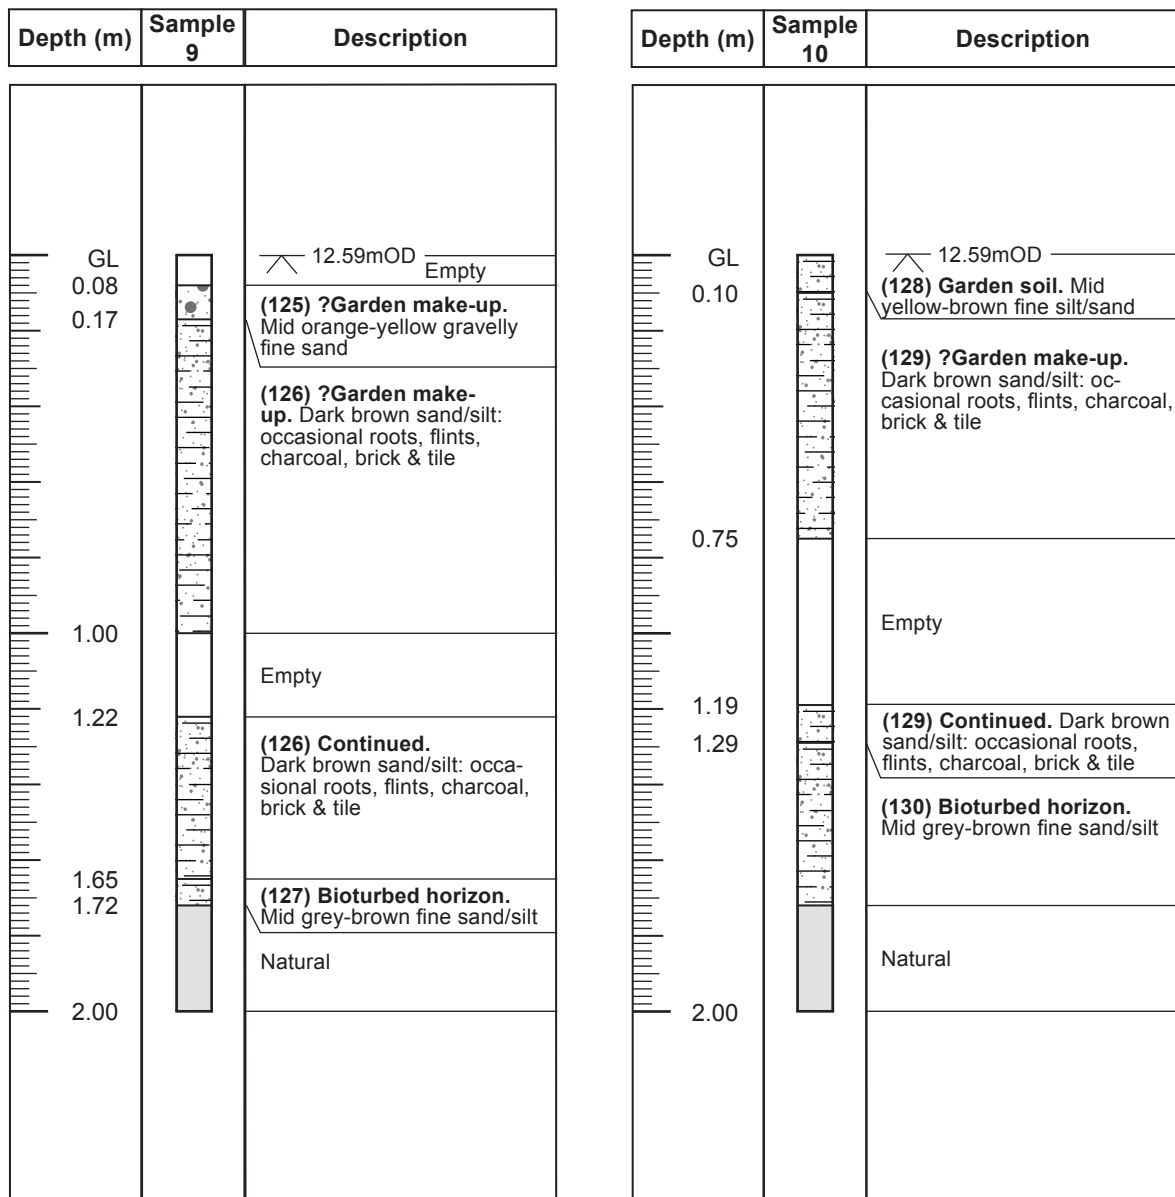 Depth (m)
Sample
9
Description
GL
0.08
0.17
1.00
1.22
1.65
1.72
2.00
12.59mOD
Empty
(125) ?Garden make-up.
Mid orange-yellow gravelly
fine sand
(126) ?Garden make-
up. Dark brown sand/silt:
occasional roots, flints,
charcoal, brick & tile
Empty
(126) Continued.
Dark brown sand/silt: occa-
sional roots, flints, charcoal,
brick & tile
(127) Bioturbed horizon.
Mid grey-brown fine sand/silt
Natural
Depth (m)
Sample
10
Description
GL
0.10
0.75
1.19
1.29
2.00
12.59mOD
(128) Garden soil. Mid
yellow-brown fine silt/sand
(129) ?Garden make-up.
Dark brown sand/silt: oc-
casional roots, flints, charcoal,
brick & tile
Empty
(129) Continued. Dark brown
sand/silt: occasional roots,
flints, charcoal, brick & tile
(130) Bioturbed horizon.
Mid grey-brown fine sand/silt
Natural